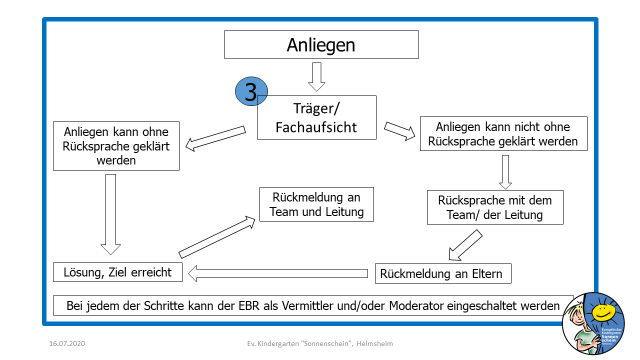 Anliegen
3
Träger/
Fachaufsicht
Anliegen kann ohne
Rücksprache geklärt
werden
Anliegen kann nicht ohne
Rücksprache geklärt werden
Rückmeldung an
Team und Leitung
Rücksprache mit dem
Team/ der Leitung
Lösung, Ziel erreicht
Rückmeldung an Eltern
Bei jedem der Schritte kann der EBR als Vermittler und/oder Moderator eingeschaltet werden
16.07.2020
Ev. Kindergarten "Sonnenschein", Helmsheim